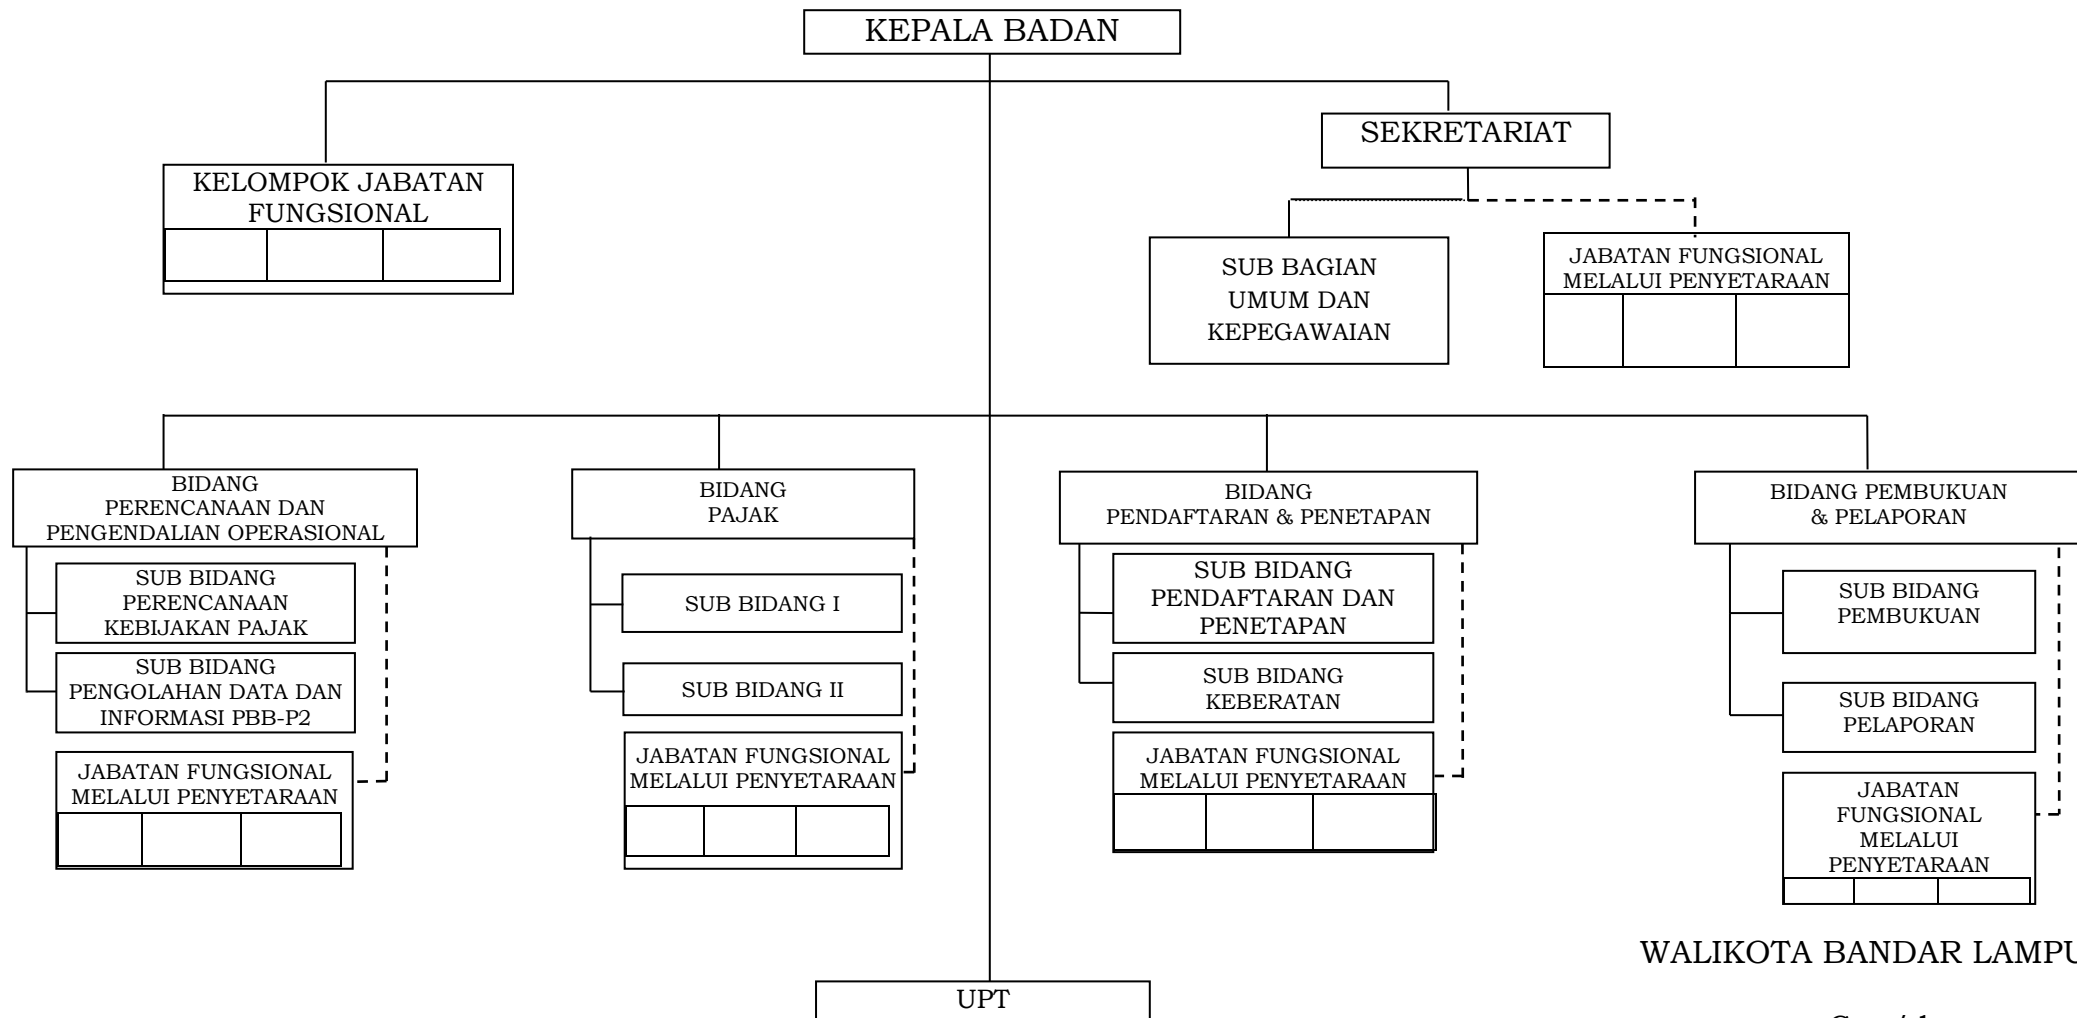 KEPALA BADAN
SEKRETARIAT
KELOMPOK JABATAN
FUNGSIONAL
SUB BAGIAN
UMUM DAN
KEPEGAWAIAN
JABATAN FUNGSIONAL
MELALUI PENYETARAAN
BIDANG
PERENCANAAN DAN
PENGENDALIAN OPERASIONAL
SUB BIDANG
PERENCANAAN
KEBIJAKAN PAJAK
SUB BIDANG
PENGOLAHAN DATA DAN
INFORMASI PBB-P2
JABATAN FUNGSIONAL
MELALUI PENYETARAAN
BIDANG
PAJAK
SUB BIDANG I
SUB BIDANG II
JABATAN FUNGSIONAL
MELALUI PENYETARAAN
BIDANG
PENDAFTARAN & PENETAPAN
SUB BIDANG
PENDAFTARAN DAN
PENETAPAN
SUB BIDANG
KEBERATAN
JABATAN FUNGSIONAL
MELALUI PENYETARAAN
BIDANG PEMBUKUAN
& PELAPORAN
SUB BIDANG
PEMBUKUAN
SUB BIDANG
PELAPORAN
JABATAN
FUNGSIONAL
MELALUI
PENYETARAAN
WALIKOTA BANDAR LAMPU
UPT